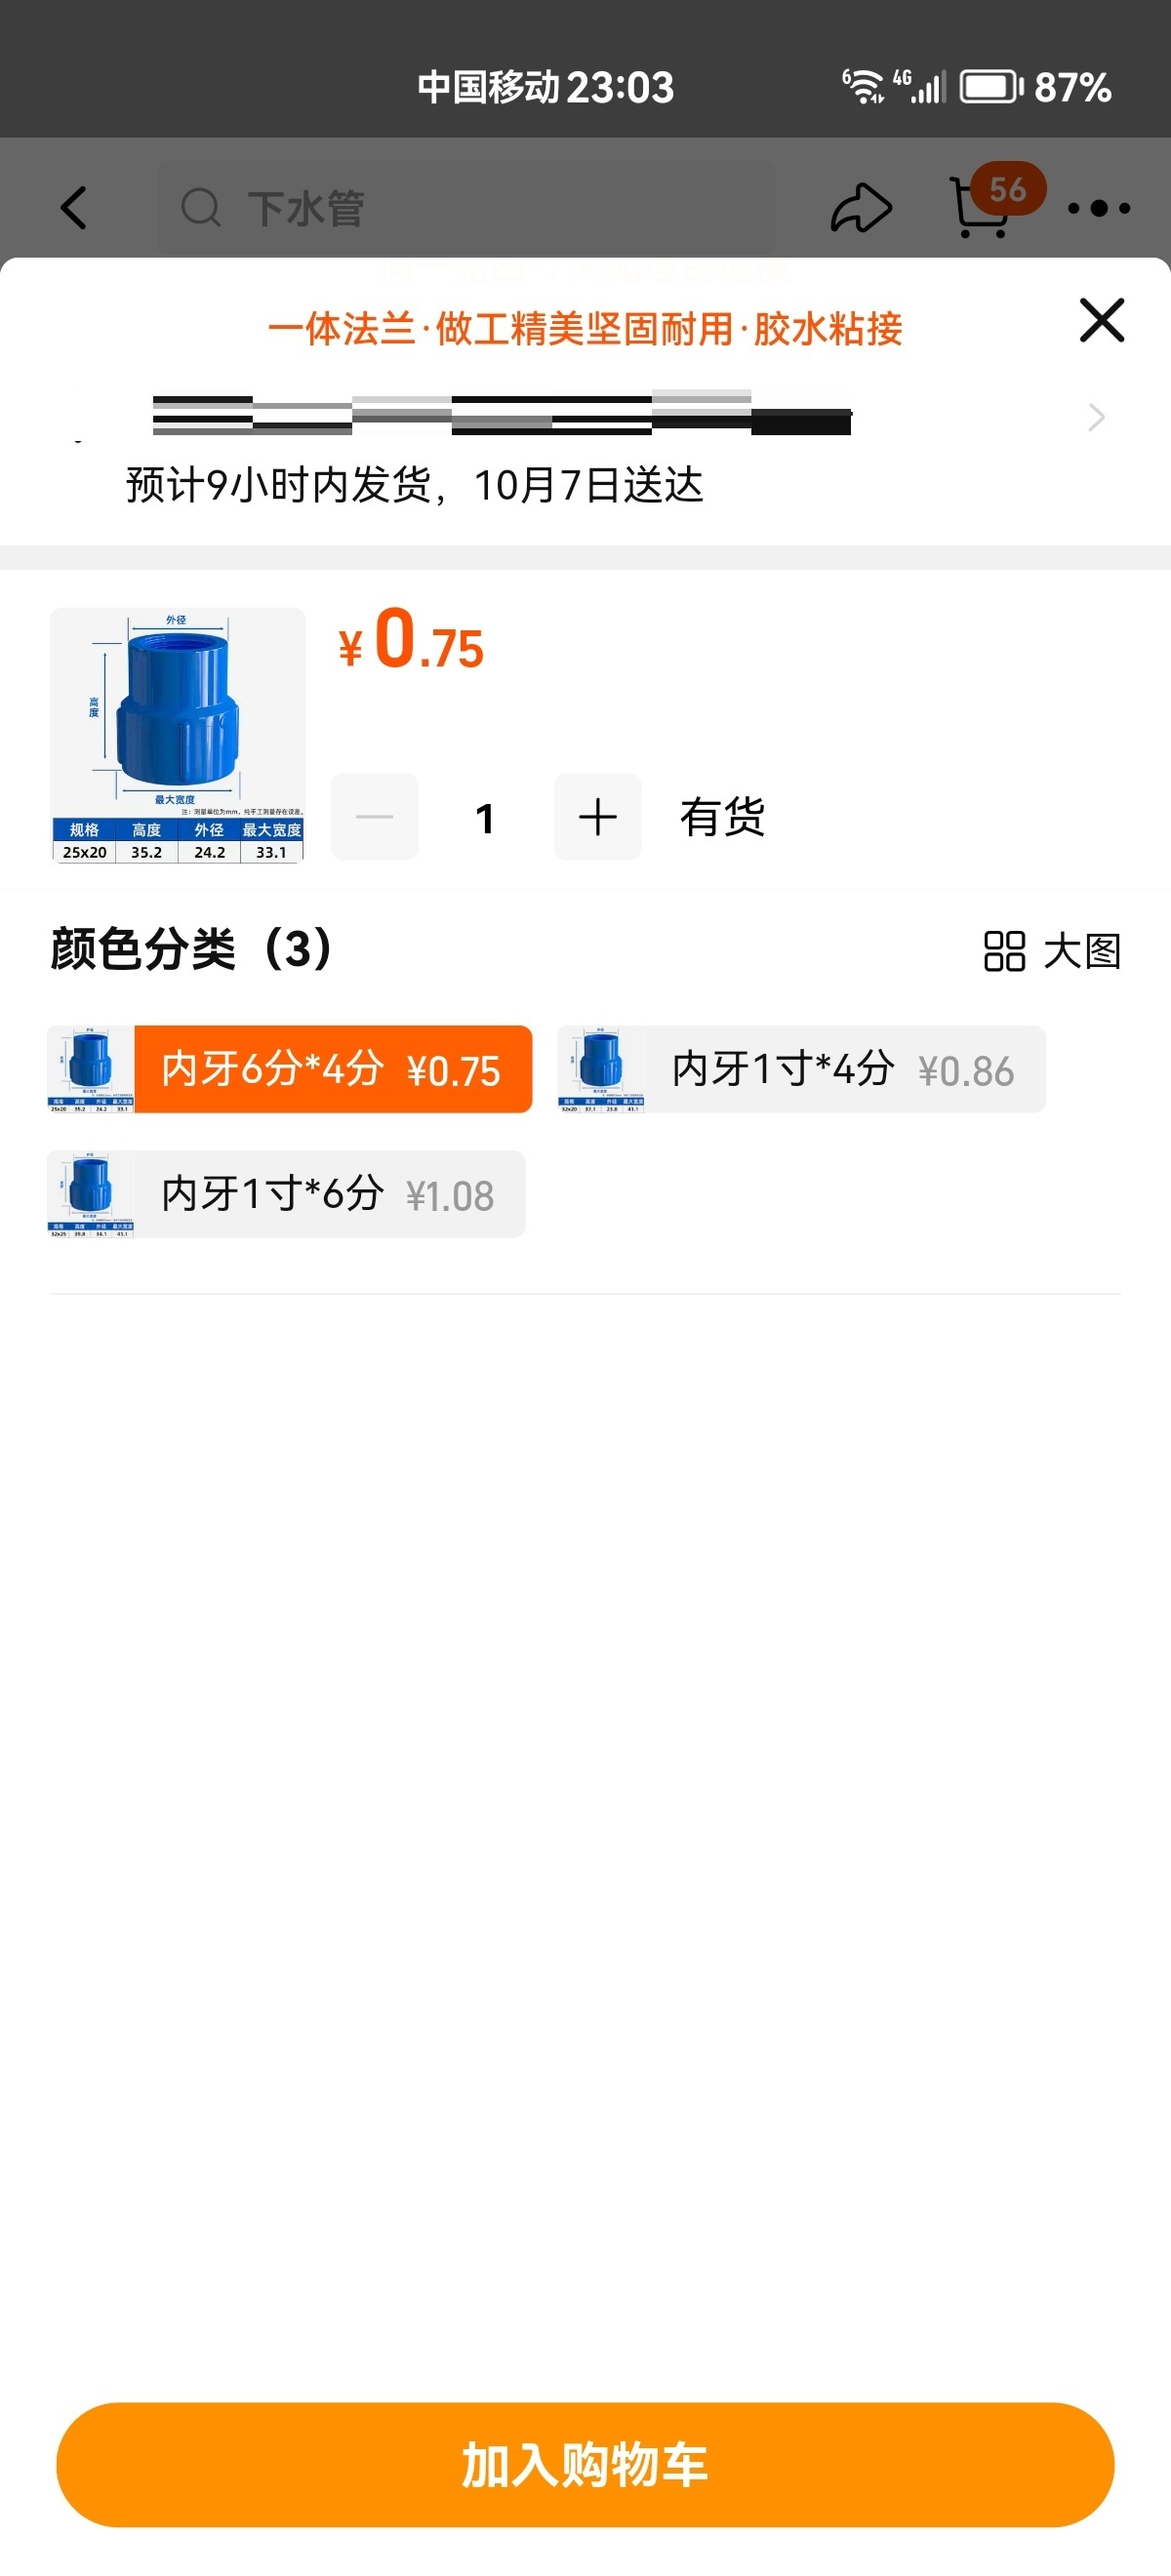 中国移动 23:03 6 4G 87%
下水管 56
一体法兰·做工精美坚固耐用·胶水粘接
预计9小时内发货，10月7日送达
¥0.75
外径
高度
最大宽度
注：测量单位为mm，纯手工测量存在误差。
规格 高度 外径 最大宽度
25x20 35.2 24.2 33.1
1 有货
颜色分类（3） 大图
内牙6分*4分 ¥0.75 内牙1寸*4分 ¥0.86
内牙1寸*6分 ¥1.08
加入购物车